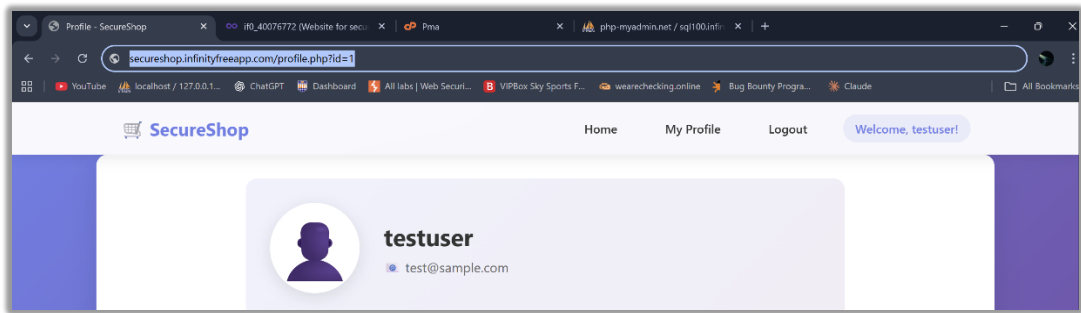 Profile - SecureShop
if0_40076772 (Website for secu
Pma
php-myadmin.net / sql100.infin
secureshop.infinityfreeapp.com/profile.php?id=1
YouTube
localhost / 127.0.0.1...
ChatGPT
Dashboard
All labs | Web Securi...
VIPBox Sky Sports F...
wearechecking.online
Bug Bounty Progra...
Claude
All Bookmarks
SecureShop
Home
My Profile
Logout
Welcome, testuser!
testuser
test@sample.com